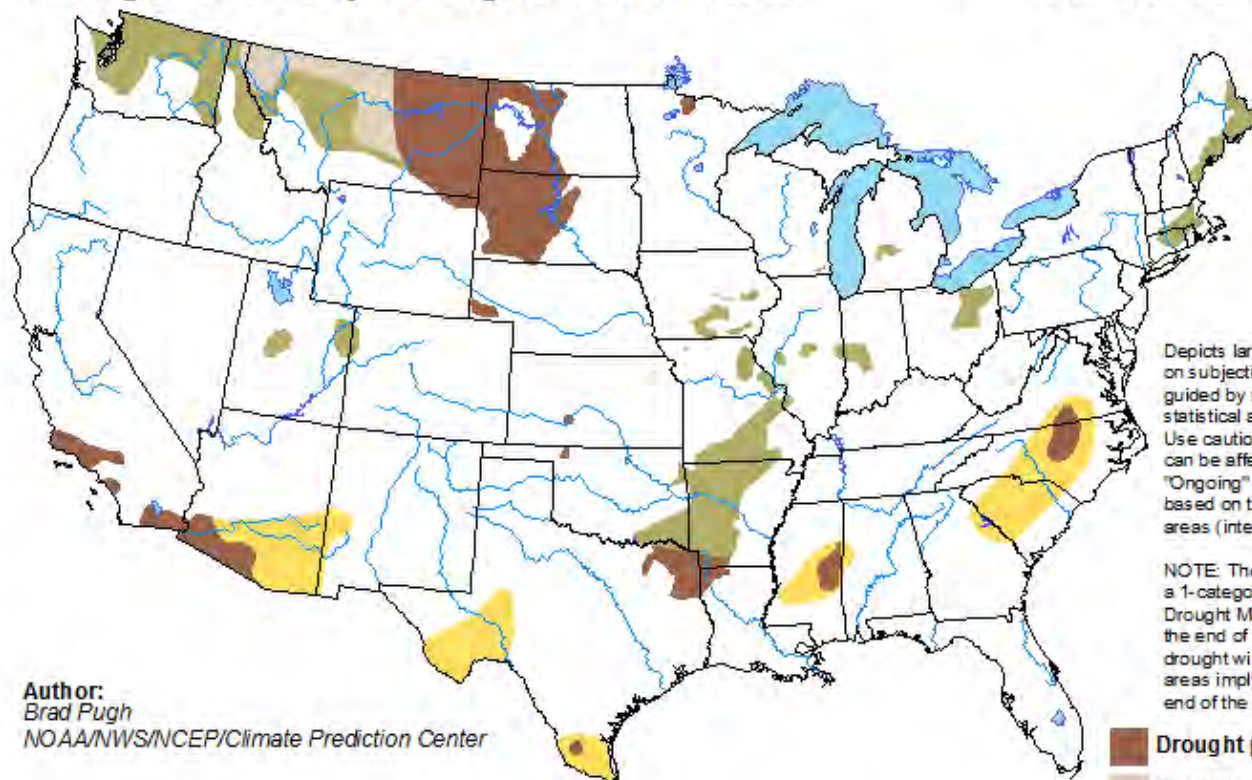 Depicts lar
on subjecti
guided by
statistical a
Use cautio
can be affe
"Ongoing"
based on t
areas (inte
NOTE: The
a 1-catego
Drought M
the end of
drought wi
areas impl
end of the
Author:
Brad Pugh
NOAA/NWS/NCEP/Climate Prediction Center
Drought p